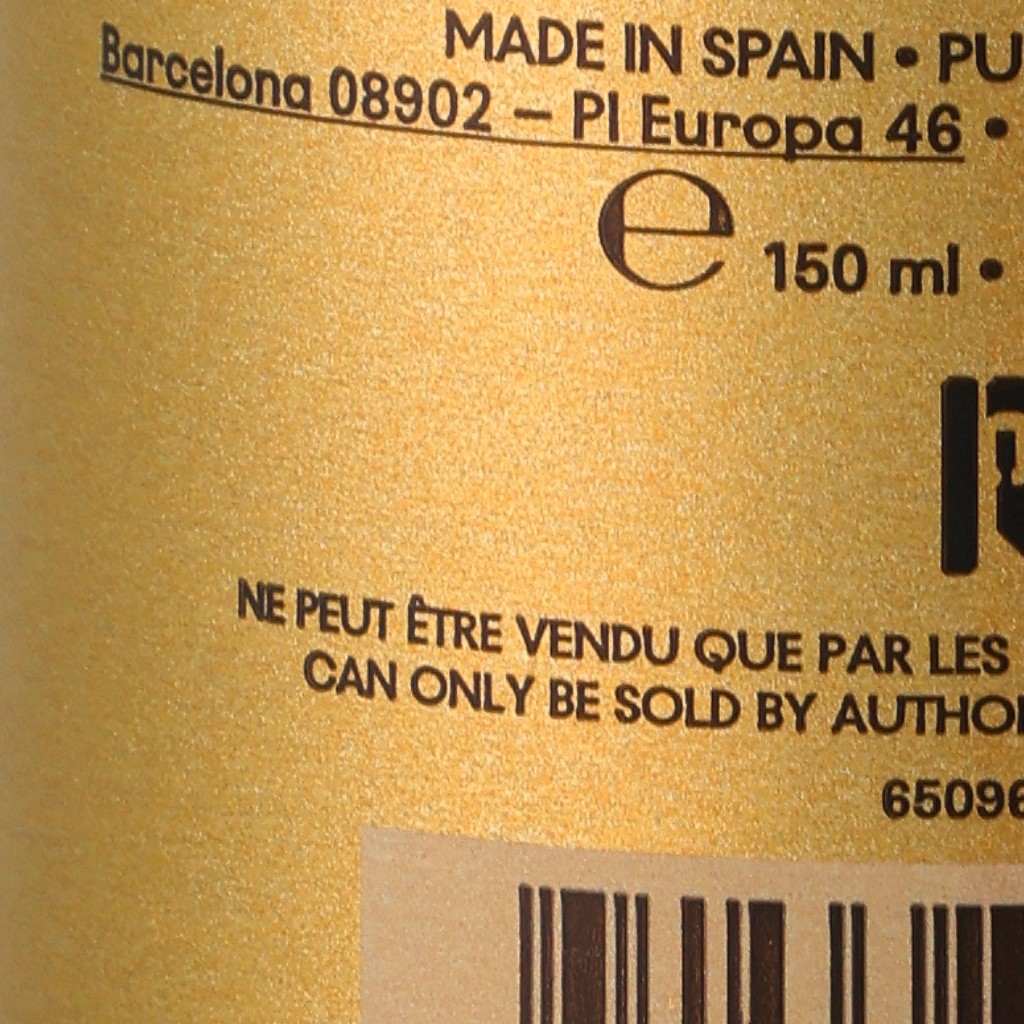 MADE IN SPAIN • PU
Barcelona 08902 – Pl Europa 46 •
e 150 ml •
NE PEUT ÊTRE VENDU QUE PAR LES
CAN ONLY BE SOLD BY AUTHOR
65096